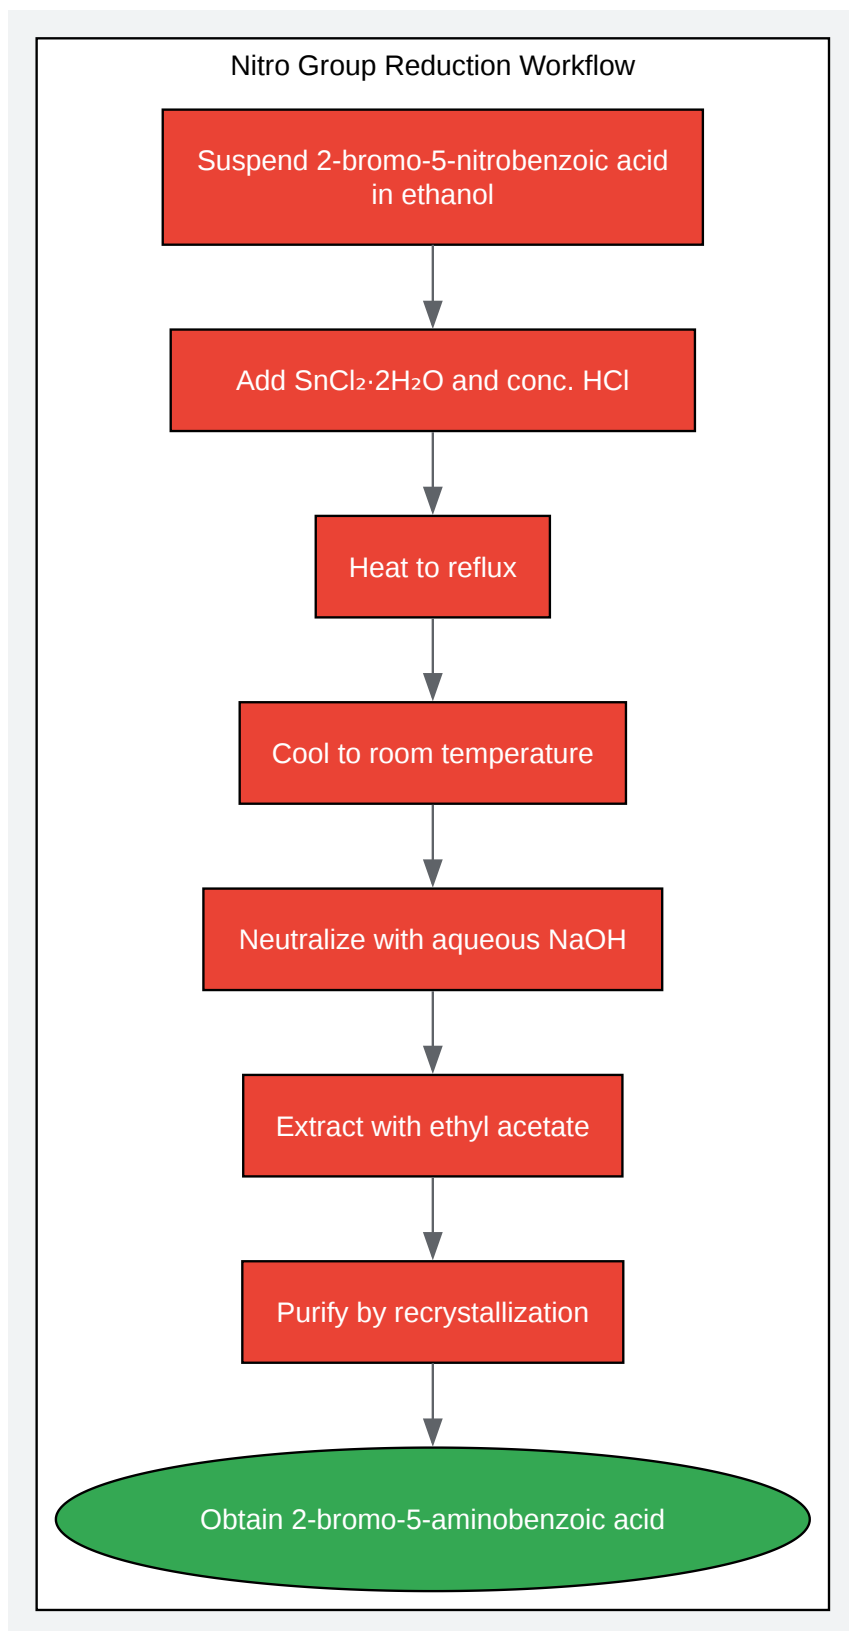 Nitro Group Reduction Workflow
Suspend 2-bromo-5-nitrobenzoic acid
in ethanol
Add SnCl₂·2H₂O and conc. HCl
Heat to reflux
Cool to room temperature
Neutralize with aqueous NaOH
Extract with ethyl acetate
Purify by recrystallization
Obtain 2-bromo-5-aminobenzoic acid